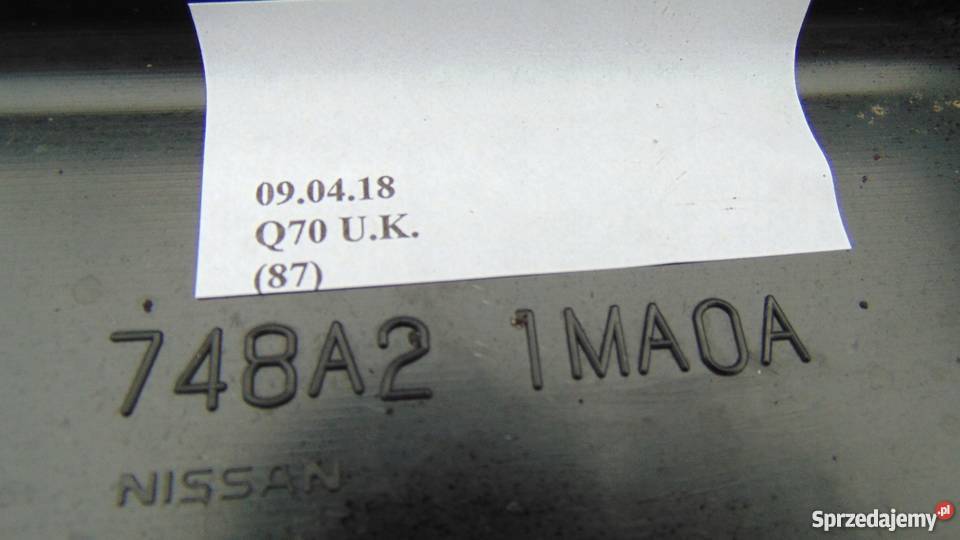 09.04.18
Q70 U.K.
(87)
748A2 1MA0A
NISSAN
Sprzedajemy.pl